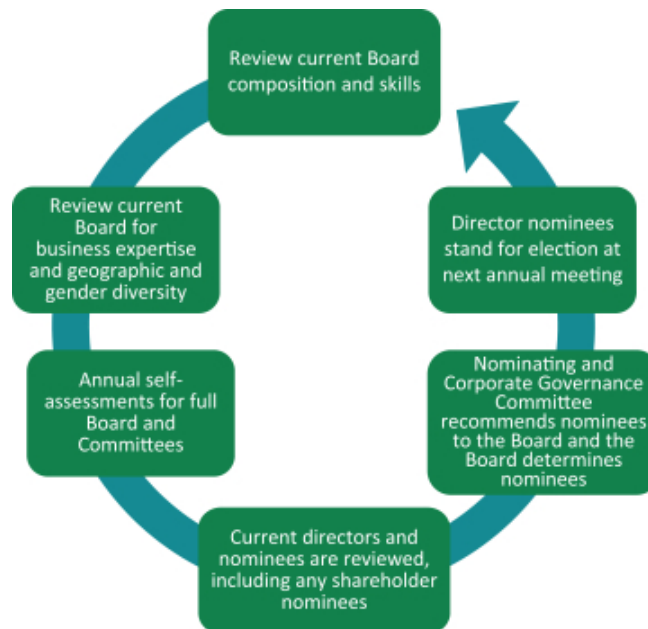 Review current Board
composition and skills
Review current
Board for
business expertise
and geographic and
gender diversity
Annual self-
assessments for full
Board and
Committees
Current directors and
nominees are reviewed,
including any shareholder
nominees
Nominating and
Corporate Governance
Committee
recommends nominees
to the Board and the
Board determines
nominees
Director nominees
stand for election at
next annual meeting